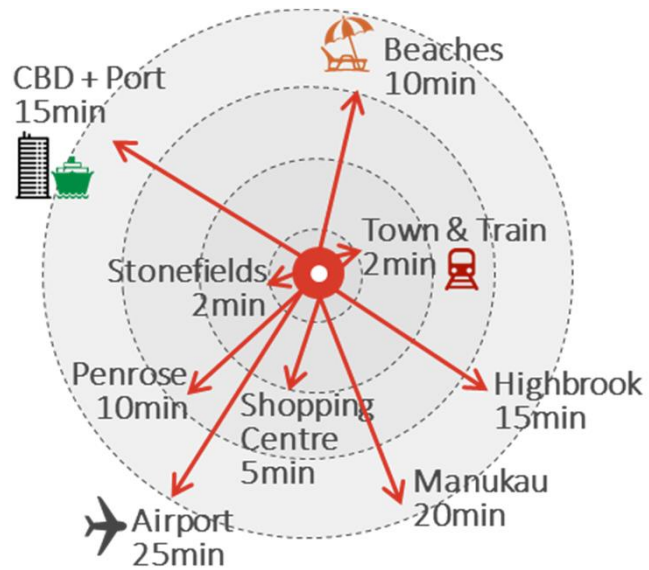 Beaches
10min
CBD + Port
15min
Town & Train
2min
Stonefields
2min
Penrose
10min
Shopping
Centre
5min
Highbrook
15min
Manukau
20min
Airport
25min